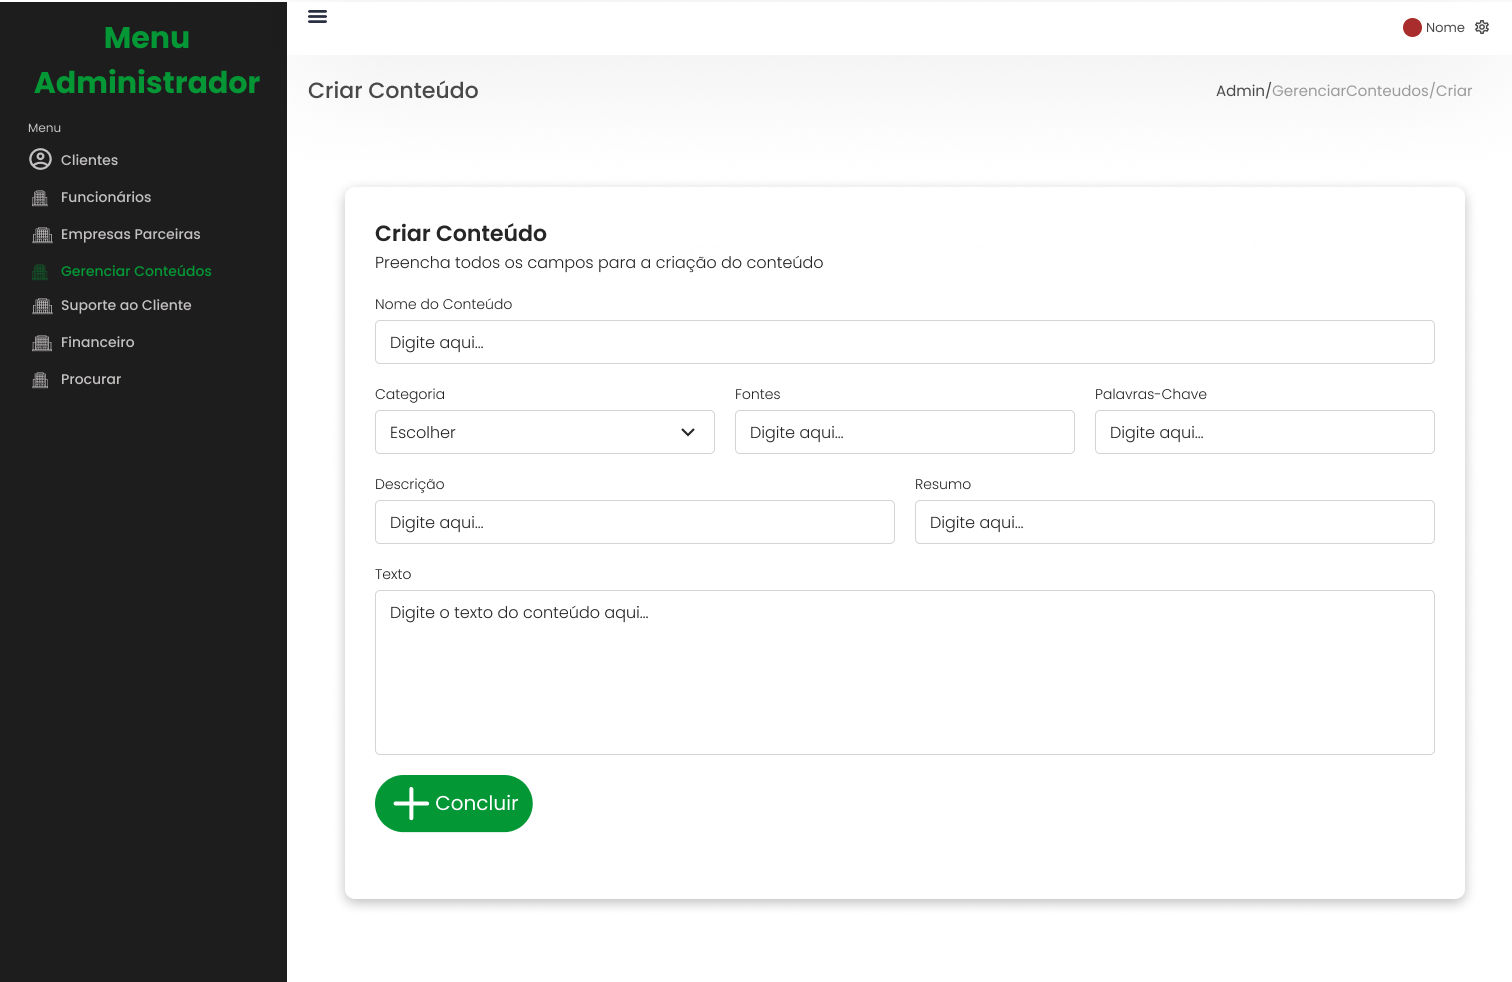 Menu
Administrador
Menu
Clientes
Funcionários
Empresas Parceiras
Gerenciar Conteúdos
Suporte ao Cliente
Financeiro
Procurar
Nome
Criar Conteúdo
Admin/GerenciarConteudos/Criar
Criar Conteúdo
Preencha todos os campos para a criação do conteúdo
Nome do Conteúdo
Digite aqui...
Categoria
Fontes
Palavras-Chave
Escolher
Digite aqui...
Digite aqui...
Descrição
Resumo
Digite aqui...
Digite aqui...
Texto
Digite o texto do conteúdo aqui...
Concluir